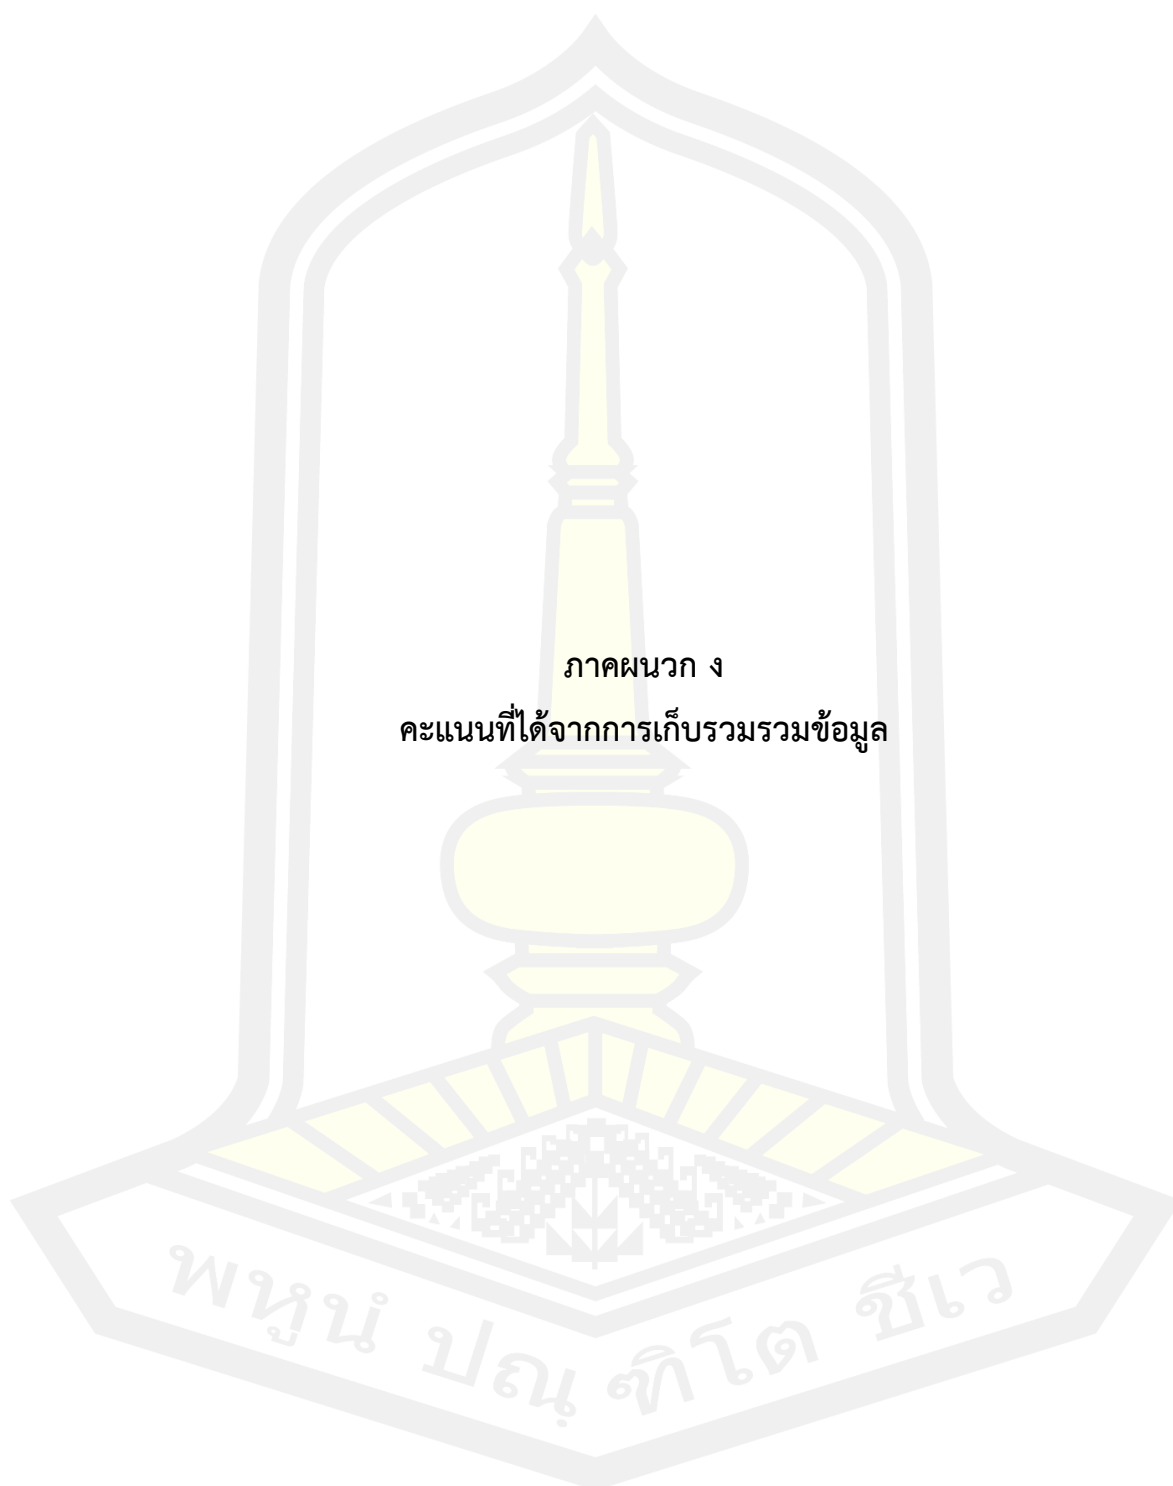 ภาคผนวก ง
คะแนนที่ได้จากการเก็บรวมรวมข้อมูล
พหูนํ ปณฺ ฑิโต ชีเว